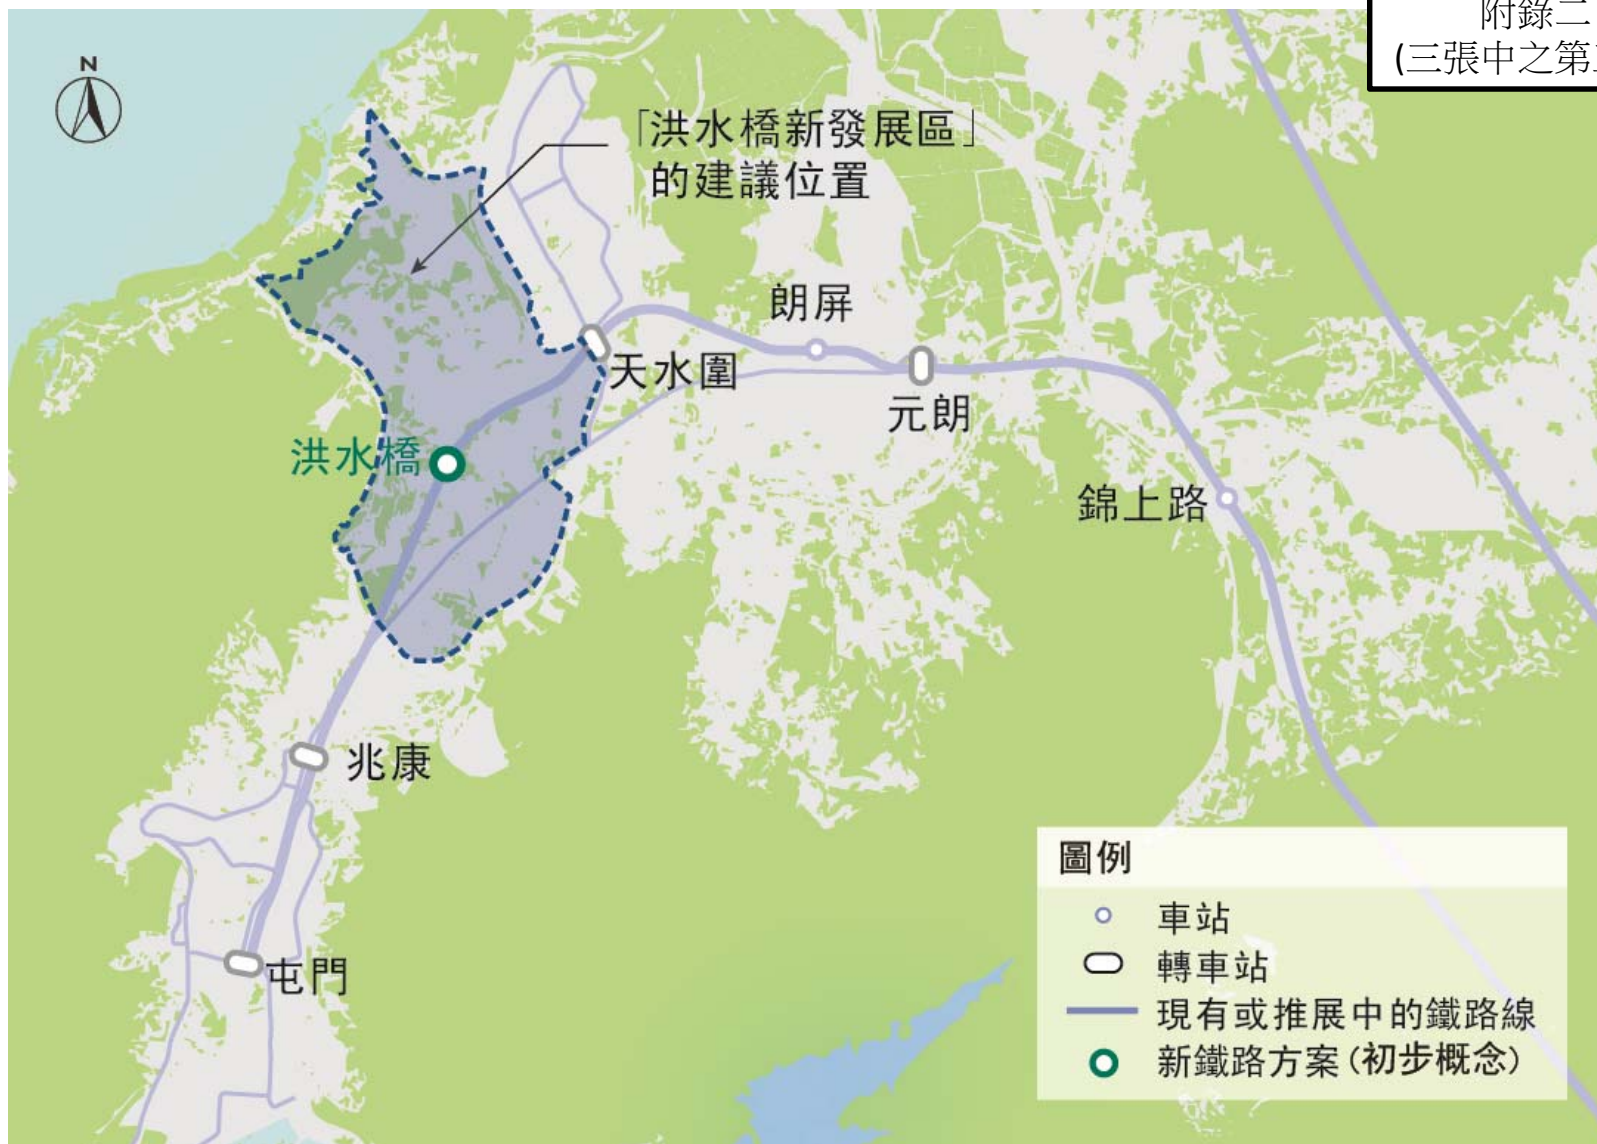 附錄二
(三張中之第
N
「洪水橋新發展區」
的建議位置
朗屏
天水圍
元朗
洪水橋
錦上路
兆康
屯門
圖例
車站
轉車站
現有或推展中的鐵路線
新鐵路方案 (初步概念)